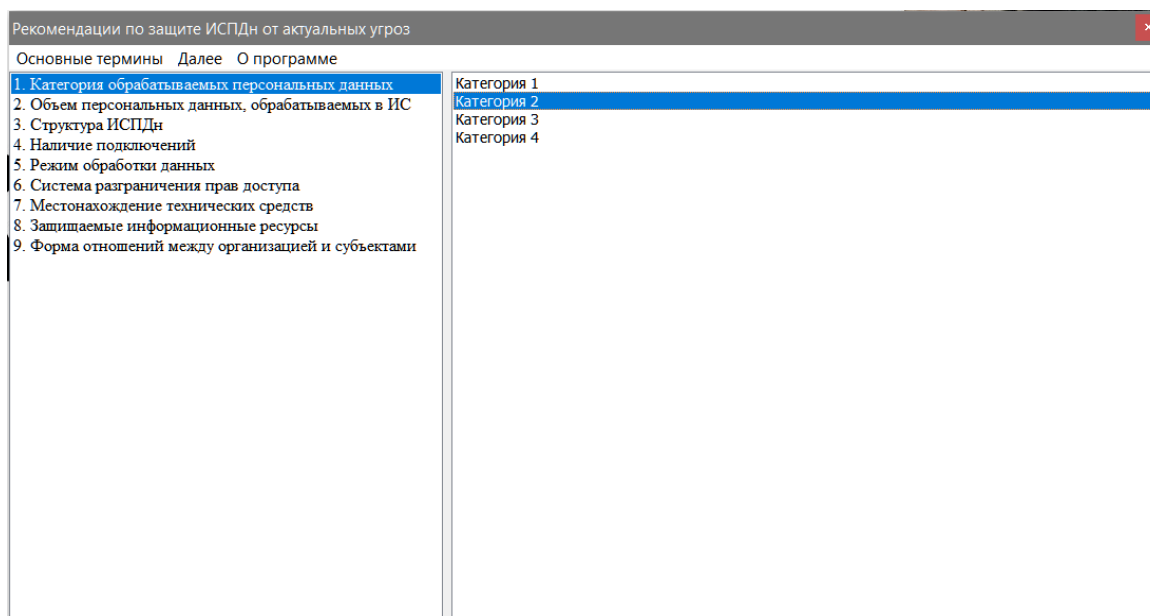 Рекомендации по защите ИСПДн от актуальных угроз
Основные термины Далее О программе
1. Категория обрабатываемых персональных данных
2. Объем персональных данных, обрабатываемых в ИС
3. Структура ИСПДн
4. Наличие подключений
5. Режим обработки данных
6. Система разграничения прав доступа
7. Местонахождение технических средств
8. Защищаемые информационные ресурсы
9. Форма отношений между организацией и субъектами
Категория 1
Категория 2
Категория 3
Категория 4